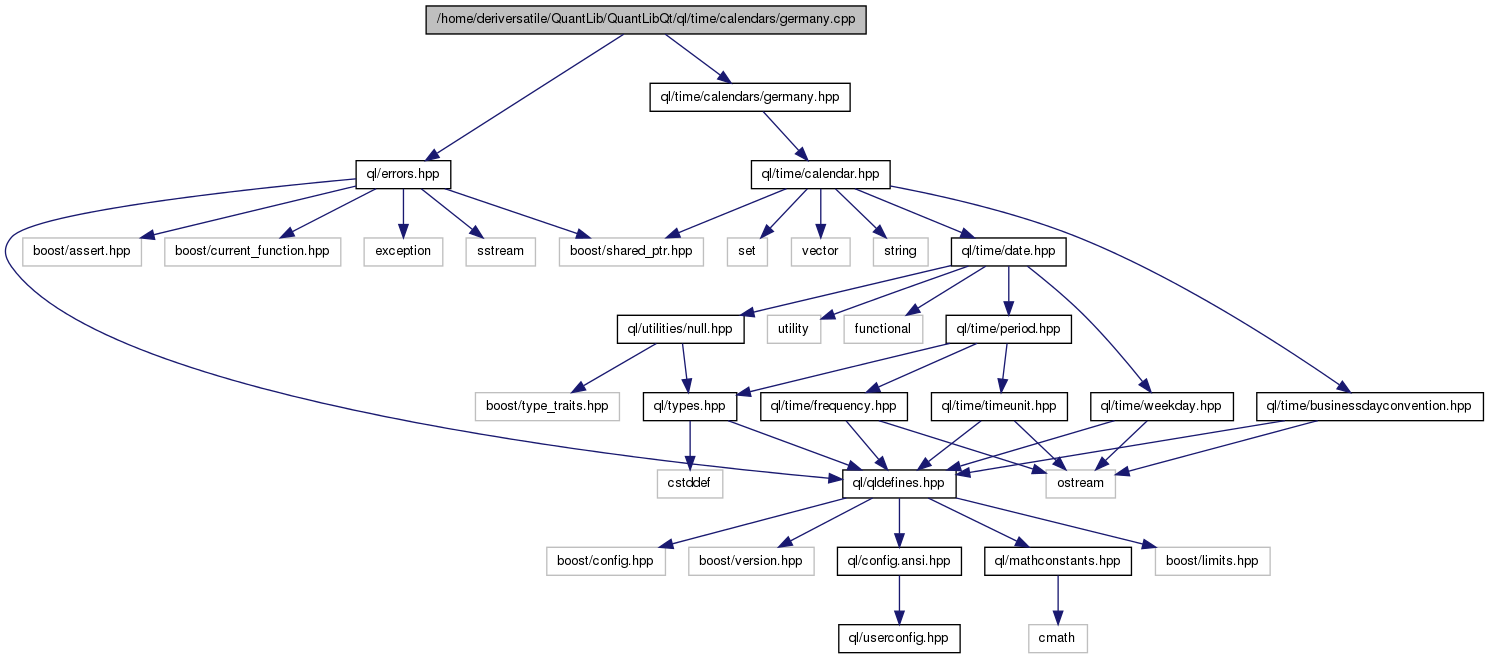 /home/deriversatile/QuantLib/QuantLibQt/ql/time/calendars/germany.cpp
ql/time/calendars/germany.hpp
ql/errors.hpp
ql/time/calendar.hpp
boost/assert.hpp
boost/current_function.hpp
exception
sstream
boost/shared_ptr.hpp
set
vector
string
ql/time/date.hpp
ql/utilities/null.hpp
utility
functional
ql/time/period.hpp
boost/type_traits.hpp
ql/types.hpp
ql/time/frequency.hpp
ql/time/timeunit.hpp
ql/time/weekday.hpp
ql/time/businessdayconvention.hpp
cstddef
ql/qldefines.hpp
ostream
boost/config.hpp
boost/version.hpp
ql/config.ansi.hpp
ql/mathconstants.hpp
boost/limits.hpp
ql/userconfig.hpp
cmath